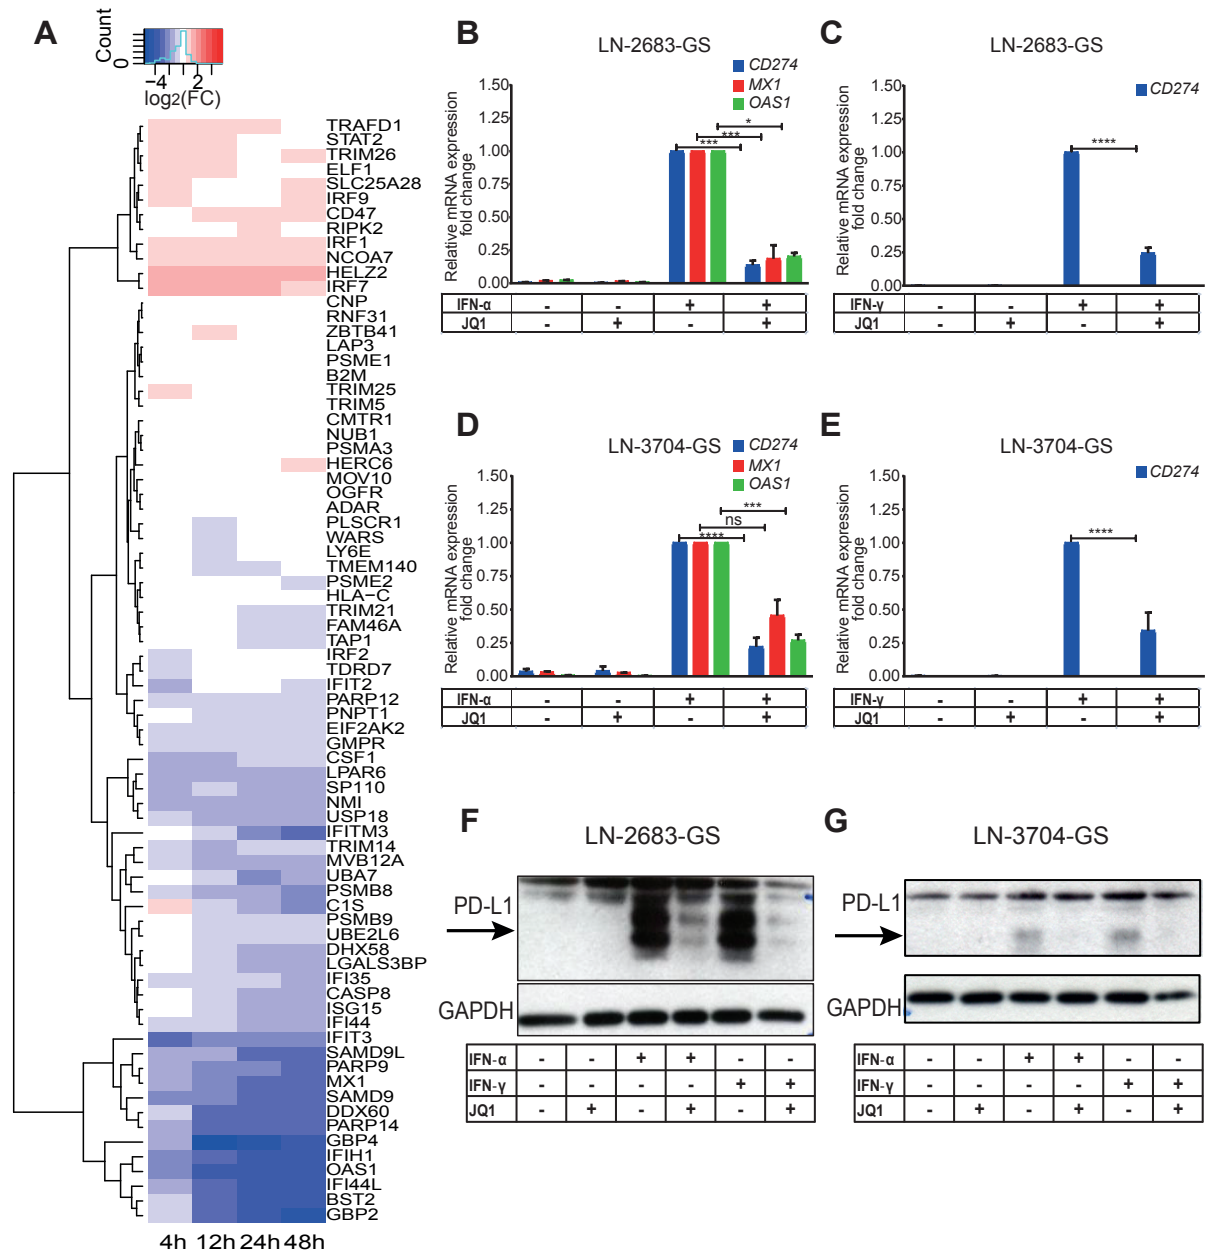 A
Count
0
−4 2
log2(FC)
TRAFD1
STAT2
TRIM26
ELF1
SLC25A28
IRF9
CD47
RIPK2
IRF1
NCOA7
HELZ2
IRF7
CNP
RNF31
ZBTB41
LAP3
PSME1
B2M
TRIM25
TRIM5
CMTR1
NUB1
PSMA3
HERC6
MOV10
OGFR
ADAR
PLSCR1
WARS
LY6E
TMEM140
PSME2
HLA−C
TRIM21
FAM46A
TAP1
IRF2
TDRD7
IFIT2
PARP12
PNPT1
EIF2AK2
GMPR
CSF1
LPAR6
SP110
NMI
USP18
IFITM3
TRIM14
MVB12A
UBA7
PSMB8
C1S
PSMB9
UBE2L6
DHX58
LGALS3BP
IFI35
CASP8
ISG15
IFI44
IFIT3
SAMD9L
PARP9
MX1
SAMD9
DDX60
PARP14
GBP4
IFIH1
OAS1
IFI44L
BST2
GBP2
4h 12h 24h 48h
B
LN-2683-GS
CD274
MX1
OAS1
Relative mRNA expression
fold change
1.50
1.25
1.00
0.75
0.50
0.25
0.00
*
***
***
IFN-α - - + +
JQ1 - + - +
C
LN-2683-GS
CD274
Relative mRNA expression
fold change
1.50
1.25
1.00
0.75
0.50
0.25
0.00
****
IFN-γ - - + +
JQ1 - + - +
D
LN-3704-GS
CD274
MX1
OAS1
Relative mRNA expression
fold change
1.50
1.25
1.00
0.75
0.50
0.25
0.00
***
ns
****
IFN-α - - + +
JQ1 - + - +
E
LN-3704-GS
CD274
Relative mRNA expression
fold change
1.50
1.25
1.00
0.75
0.50
0.25
0.00
****
IFN-γ - - + +
JQ1 - + - +
F
LN-2683-GS
PD-L1
GAPDH
IFN-α - - + + - -
IFN-γ - - - - + +
JQ1 - + - + - +
G
LN-3704-GS
PD-L1
GAPDH
IFN-α - - + + - -
IFN-γ - - - - + +
JQ1 - + - + - +